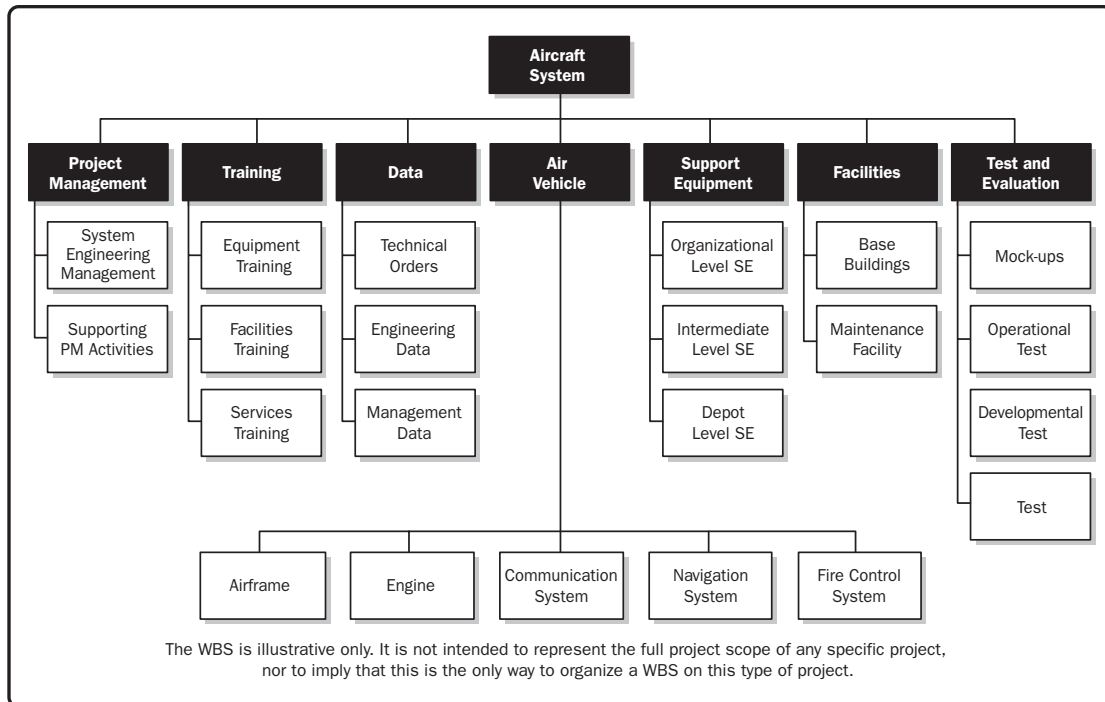 Aircraft
System
Project
Management
Training
Data
Air
Vehicle
Support
Equipment
Facilities
Test and
Evaluation
System
Engineering
Management
Equipment
Training
Technical
Orders
Organizational
Level SE
Base
Buildings
Mock-ups
Supporting
PM Activities
Facilities
Training
Engineering
Data
Intermediate
Level SE
Maintenance
Facility
Operational
Test
Services
Training
Management
Data
Depot
Level SE
Developmental
Test
Test
Airframe
Engine
Communication
System
Navigation
System
Fire Control
System
The WBS is illustrative only. It is not intended to represent the full project scope of any specific project,
nor to imply that this is the only way to organize a WBS on this type of project.